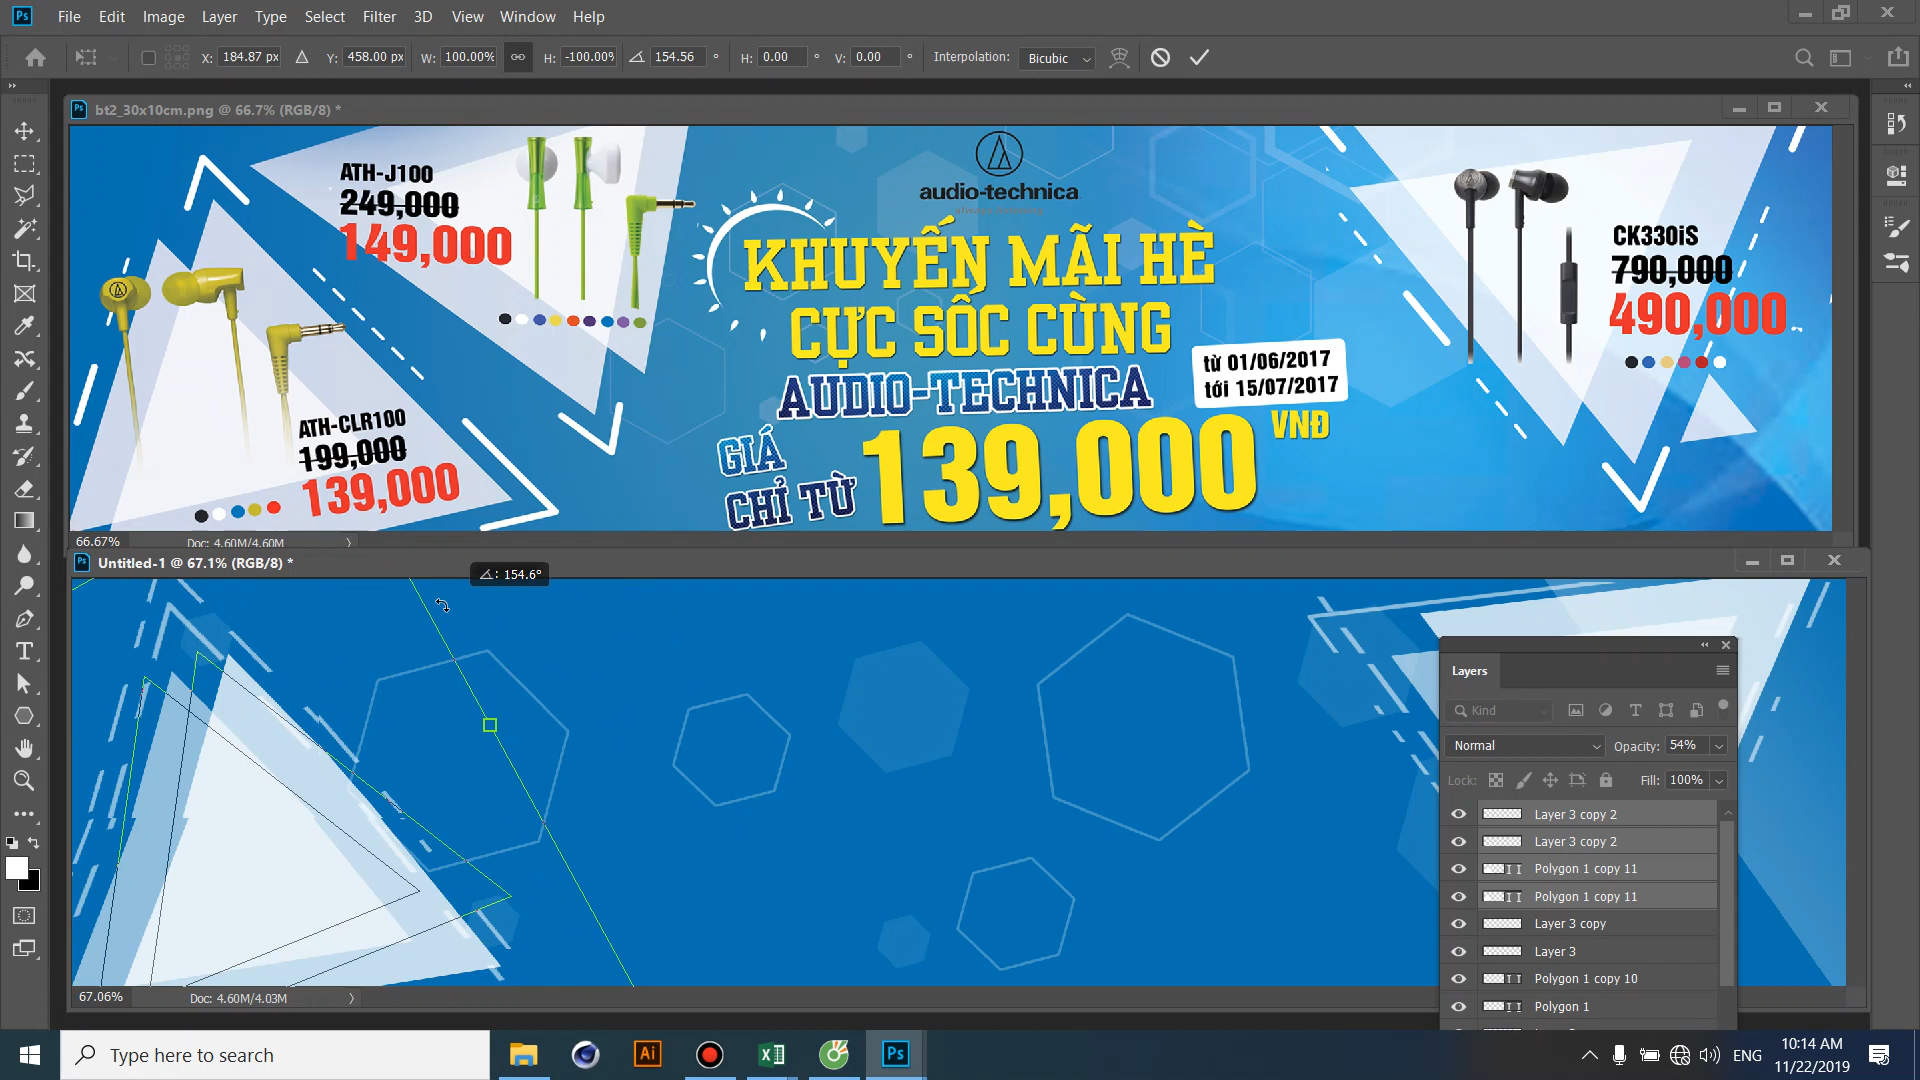 Ps File Edit Image Layer Type Select Filter 3D View Window Help
X: 184.87 px Y: 458.00 px W: 100.00% H: -100.00% 154.56 ° H: 0.00 ° V: 0.00 ° Interpolation: Bicubic
Ps bt2_30x10cm.png @ 66.7% (RGB/8) *
ATH-J100
249,000
149,000
ATH-CLR100
199,000
139,000
audio-technica
KHUYẾN MÃI HÈ
CỰC SỐC CÙNG
AUDIO-TECHNICA
từ 01/06/2017
tới 15/07/2017
GIÁ
CHỈ TỪ
139,000
VNĐ
CK330iS
790,000
490,000
66.67% Doc: 4.60M/4.60M
Ps Untitled-1 @ 67.1% (RGB/8) *
: 154.6°
Layers
Kind
Normal Opacity: 54%
Lock: Fill: 100%
Layer 3 copy 2
Layer 3 copy 2
Polygon 1 copy 11
Polygon 1 copy 11
Layer 3 copy
Layer 3
Polygon 1 copy 10
Polygon 1
67.06% Doc: 4.60M/4.03M
Type here to search
Ai
Ps
ENG
10:14 AM
11/22/2019